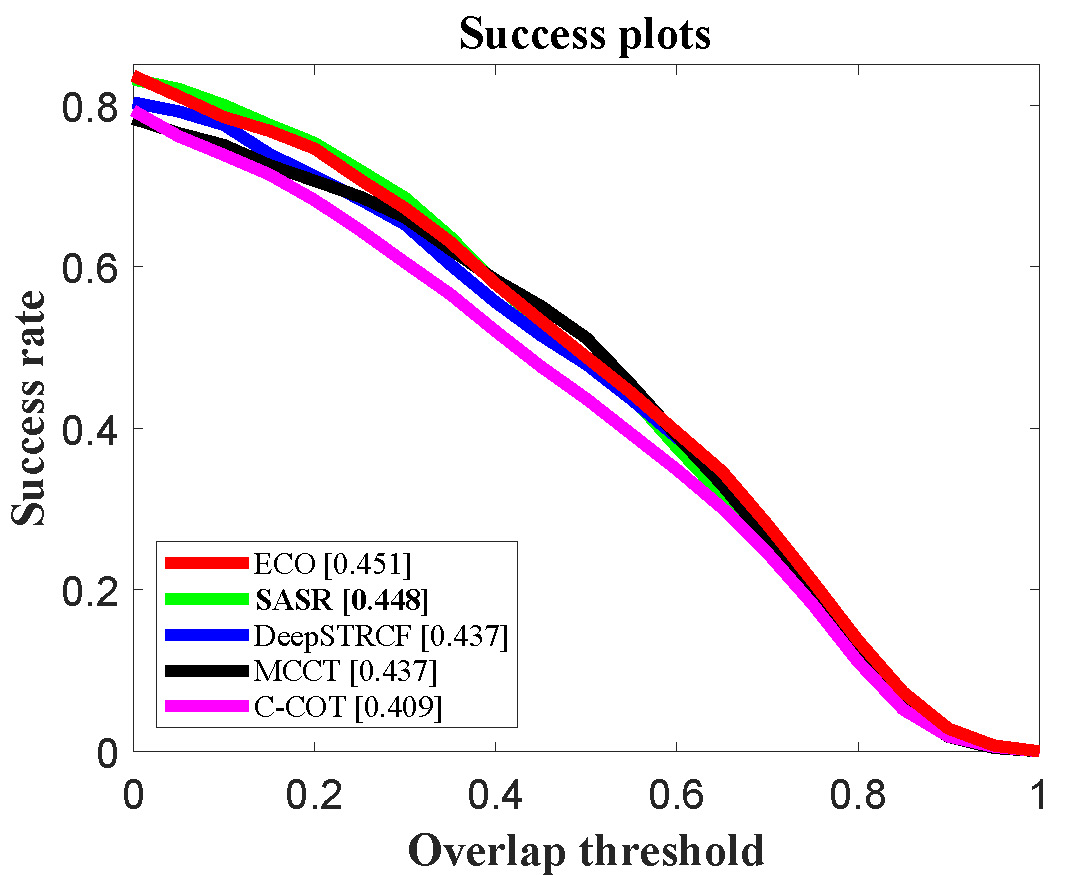 Success plots
Success rate
0.8
0.6
0.4
0.2
0
ECO [0.451]
SASR [0.448]
DeepSTRCF [0.437]
MCCT [0.437]
C-COT [0.409]
0 0.2 0.4 0.6 0.8 1
Overlap threshold